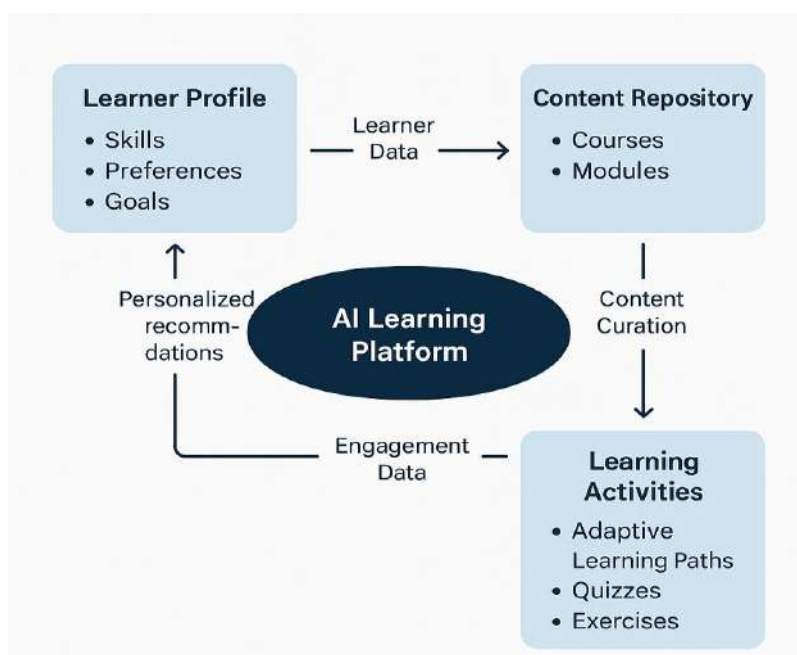 Learner Profile
• Skills
• Preferences
• Goals
Learner
Data
Content Repository
• Courses
• Modules
Personalized
recomm-
dations
AI Learning
Platform
Content
Curation
Engagement
Data
Learning
Activities
• Adaptive
Learning Paths
• Quizzes
• Exercises